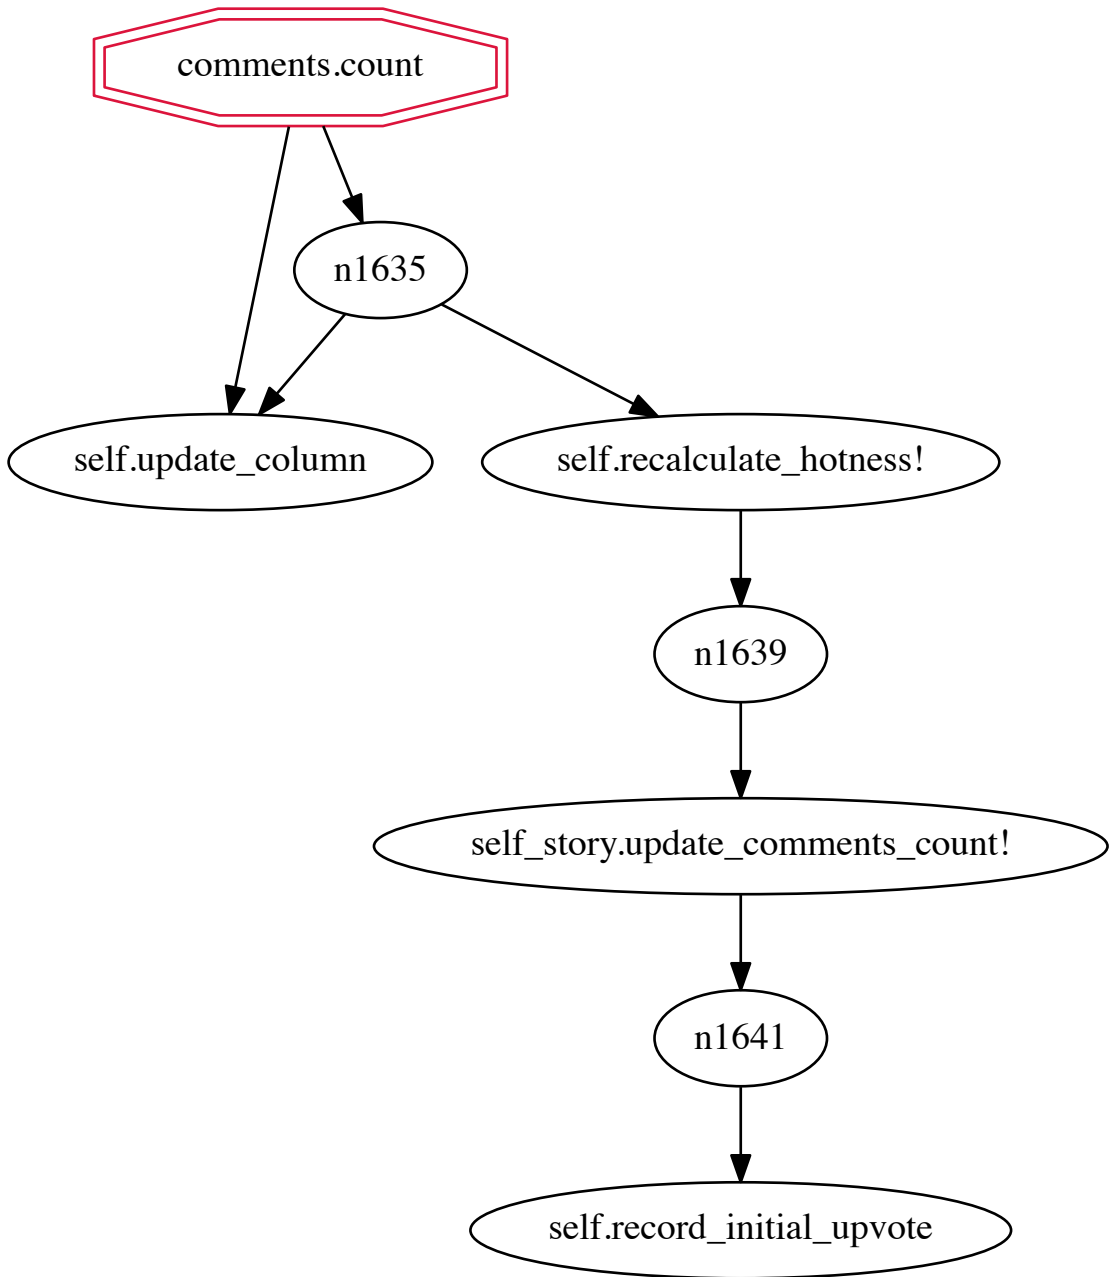 comments.count
n1635
self.update_column
self.recalculate_hotness!
n1639
self_story.update_comments_count!
n1641
self.record_initial_upvote